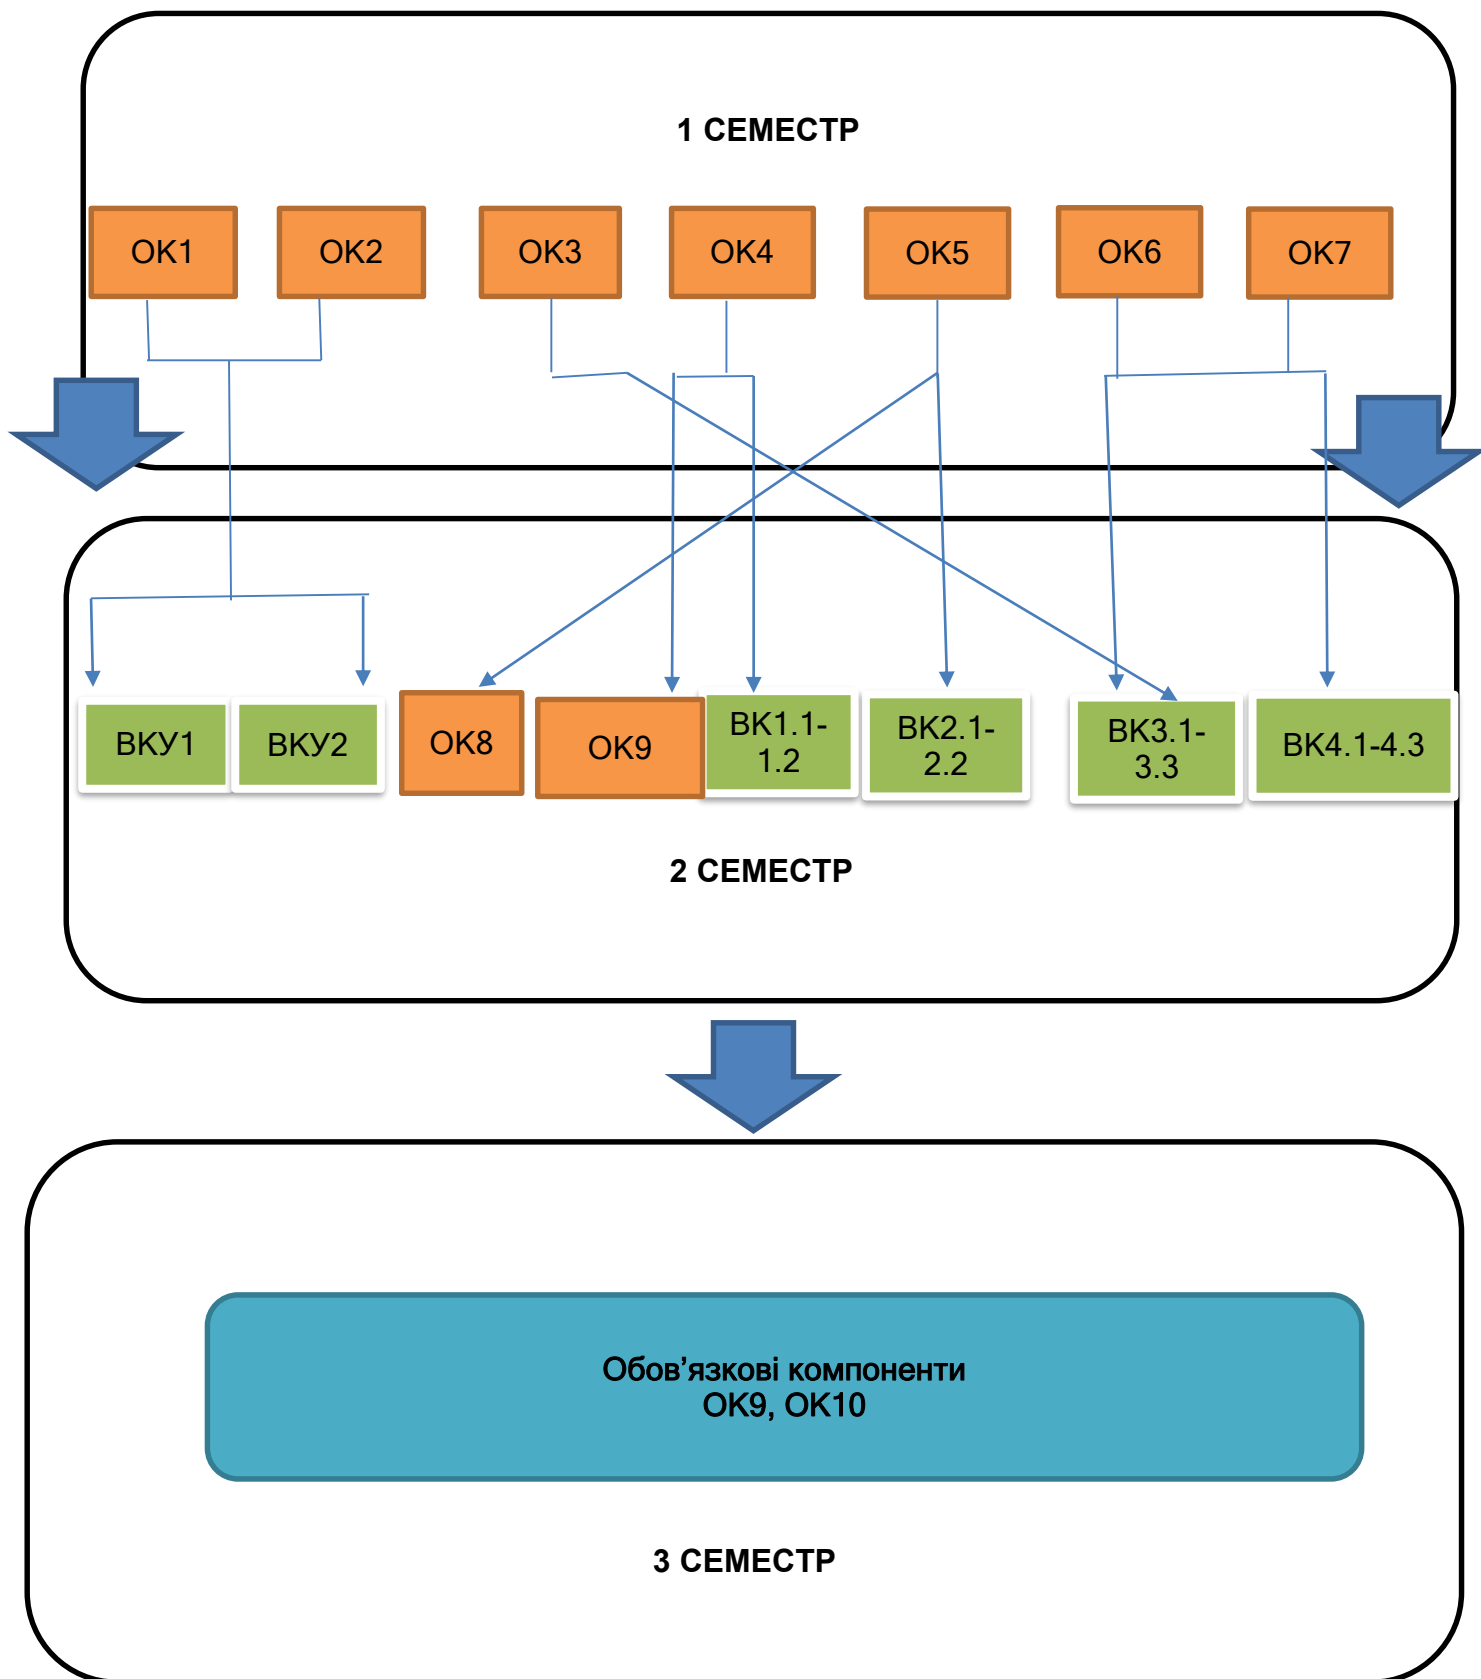 1 СЕМЕСТР
ОК1
ОК2
ОК3
ОК4
ОК5
ОК6
ОК7
ВКУ1
ВКУ2
ОК8
ОК9
ВК1.1-
1.2
ВК2.1-
2.2
ВК3.1-
3.3
ВК4.1-4.3
2 СЕМЕСТР
Обов’язкові компоненти
ОК9, ОК10
3 СЕМЕСТР